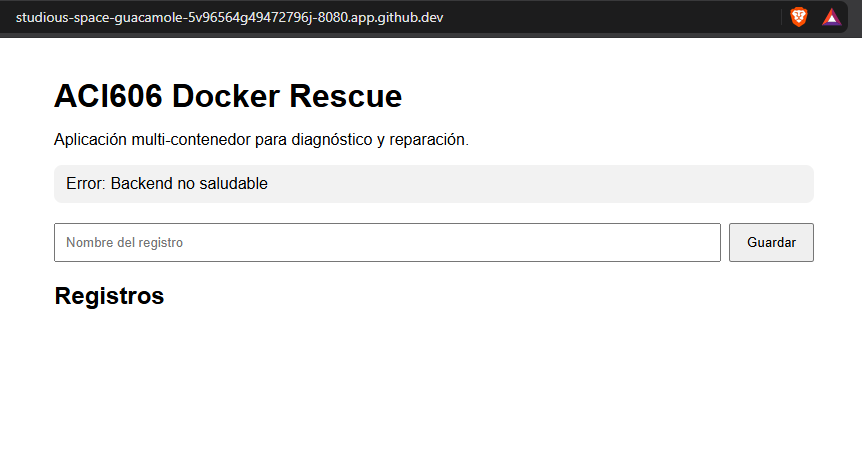 studious-space-guacamole-5v96564g49472796j-8080.app.github.dev
ACI606 Docker Rescue
Aplicación multi-contenedor para diagnóstico y reparación.
Error: Backend no saludable
Nombre del registro
Guardar
Registros